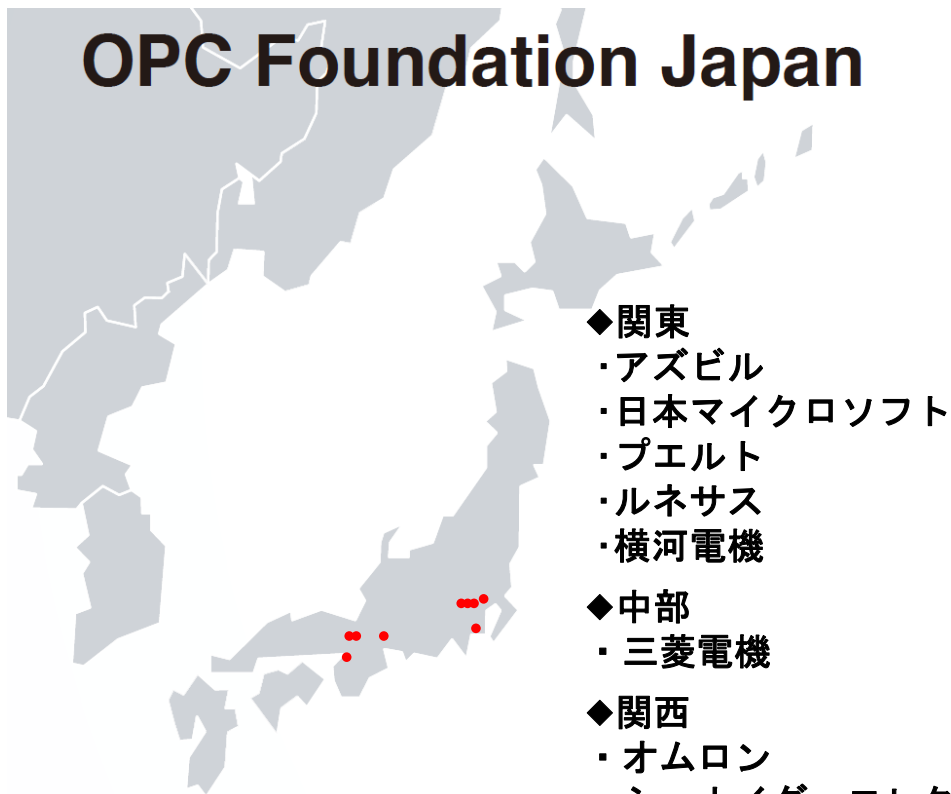 OPC Foundation Japan
◆関東
・アズビル
・日本マイクロソフト
・プエルト
・ルネサス
・横河電機
◆中部
・三菱電機
◆関西
・オムロン